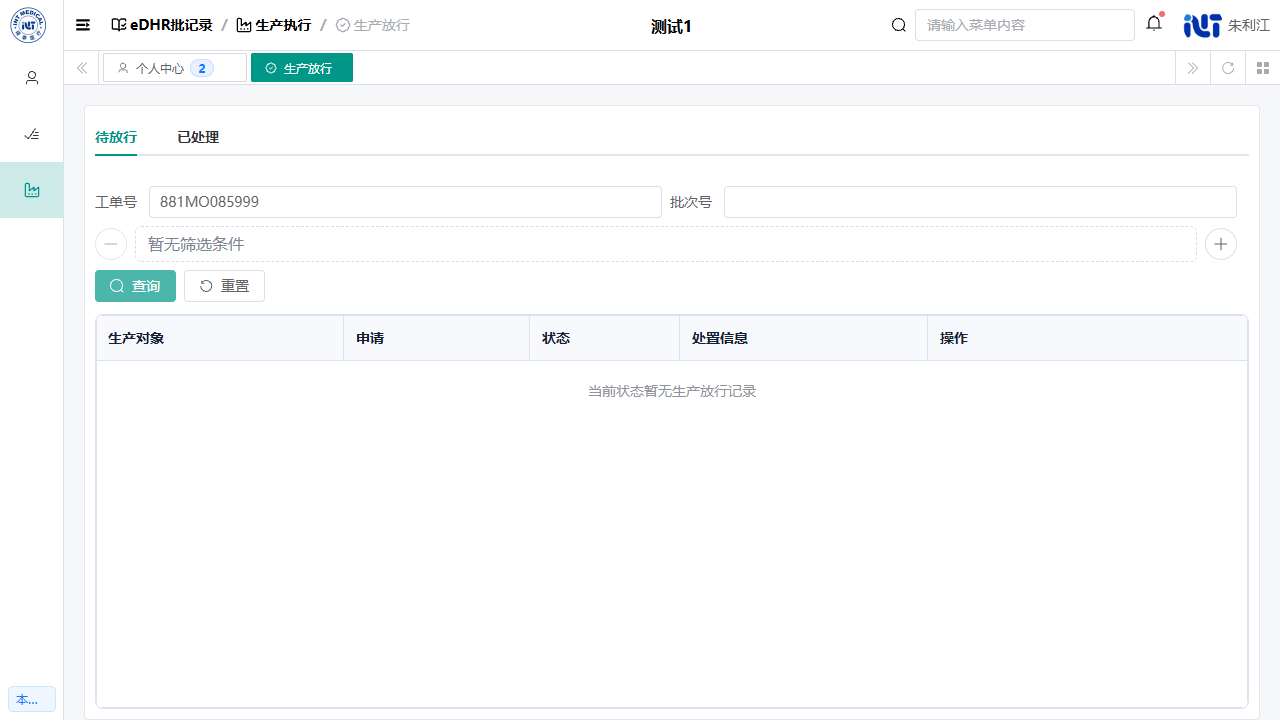 INT MEDICAL
eDHR批记录 / 生产执行 / 生产放行
测试1
请输入菜单内容
朱利江
个人中心 2
生产放行
待放行
已处理
工单号 881MO085999
批次号
暂无筛选条件
查询
重置
生产对象 申请 状态 处置信息 操作
当前状态暂无生产放行记录
本...